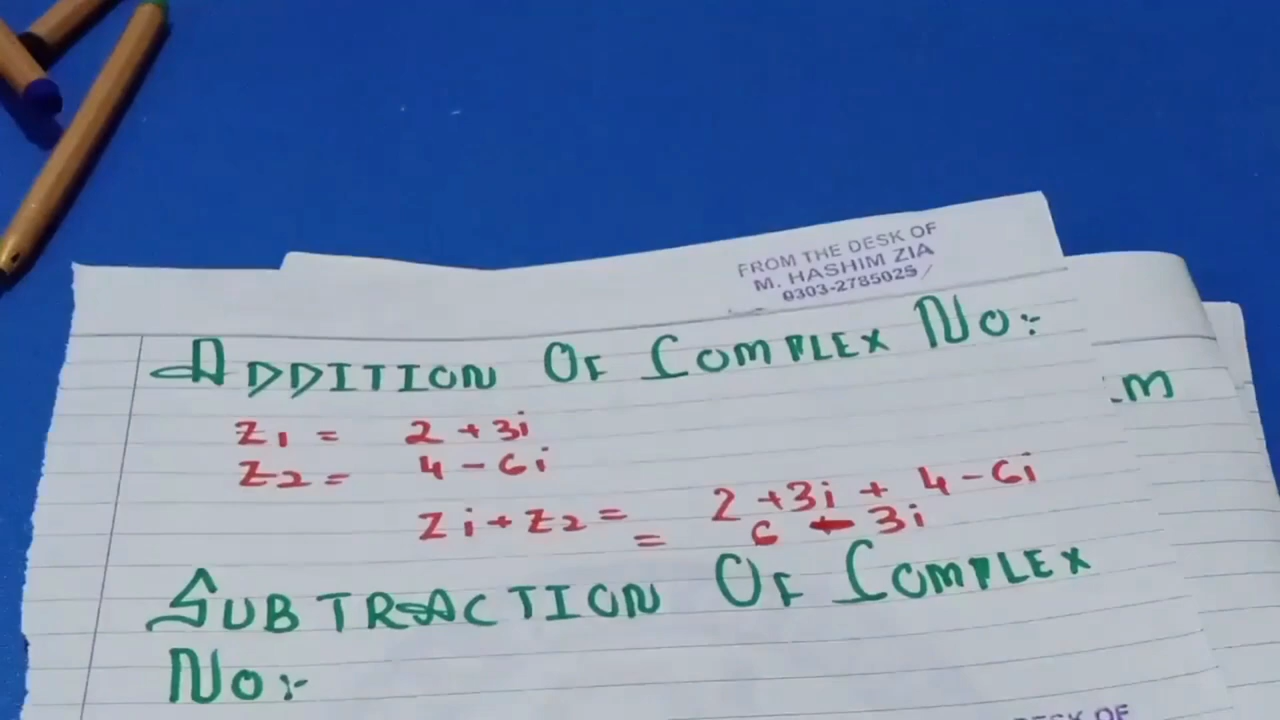 FROM THE DESK OF
M. HASHIM ZIA
0303-2785025
ADDITION OF COMPLEX NO:-
Z1 = 2 + 3i
Z2 = 4 - 6i
Zi + Z2 = 2 + 3i + 4 - 6i
= 6 - 3i
SUBTRACTION OF COMPLEX
NO:-